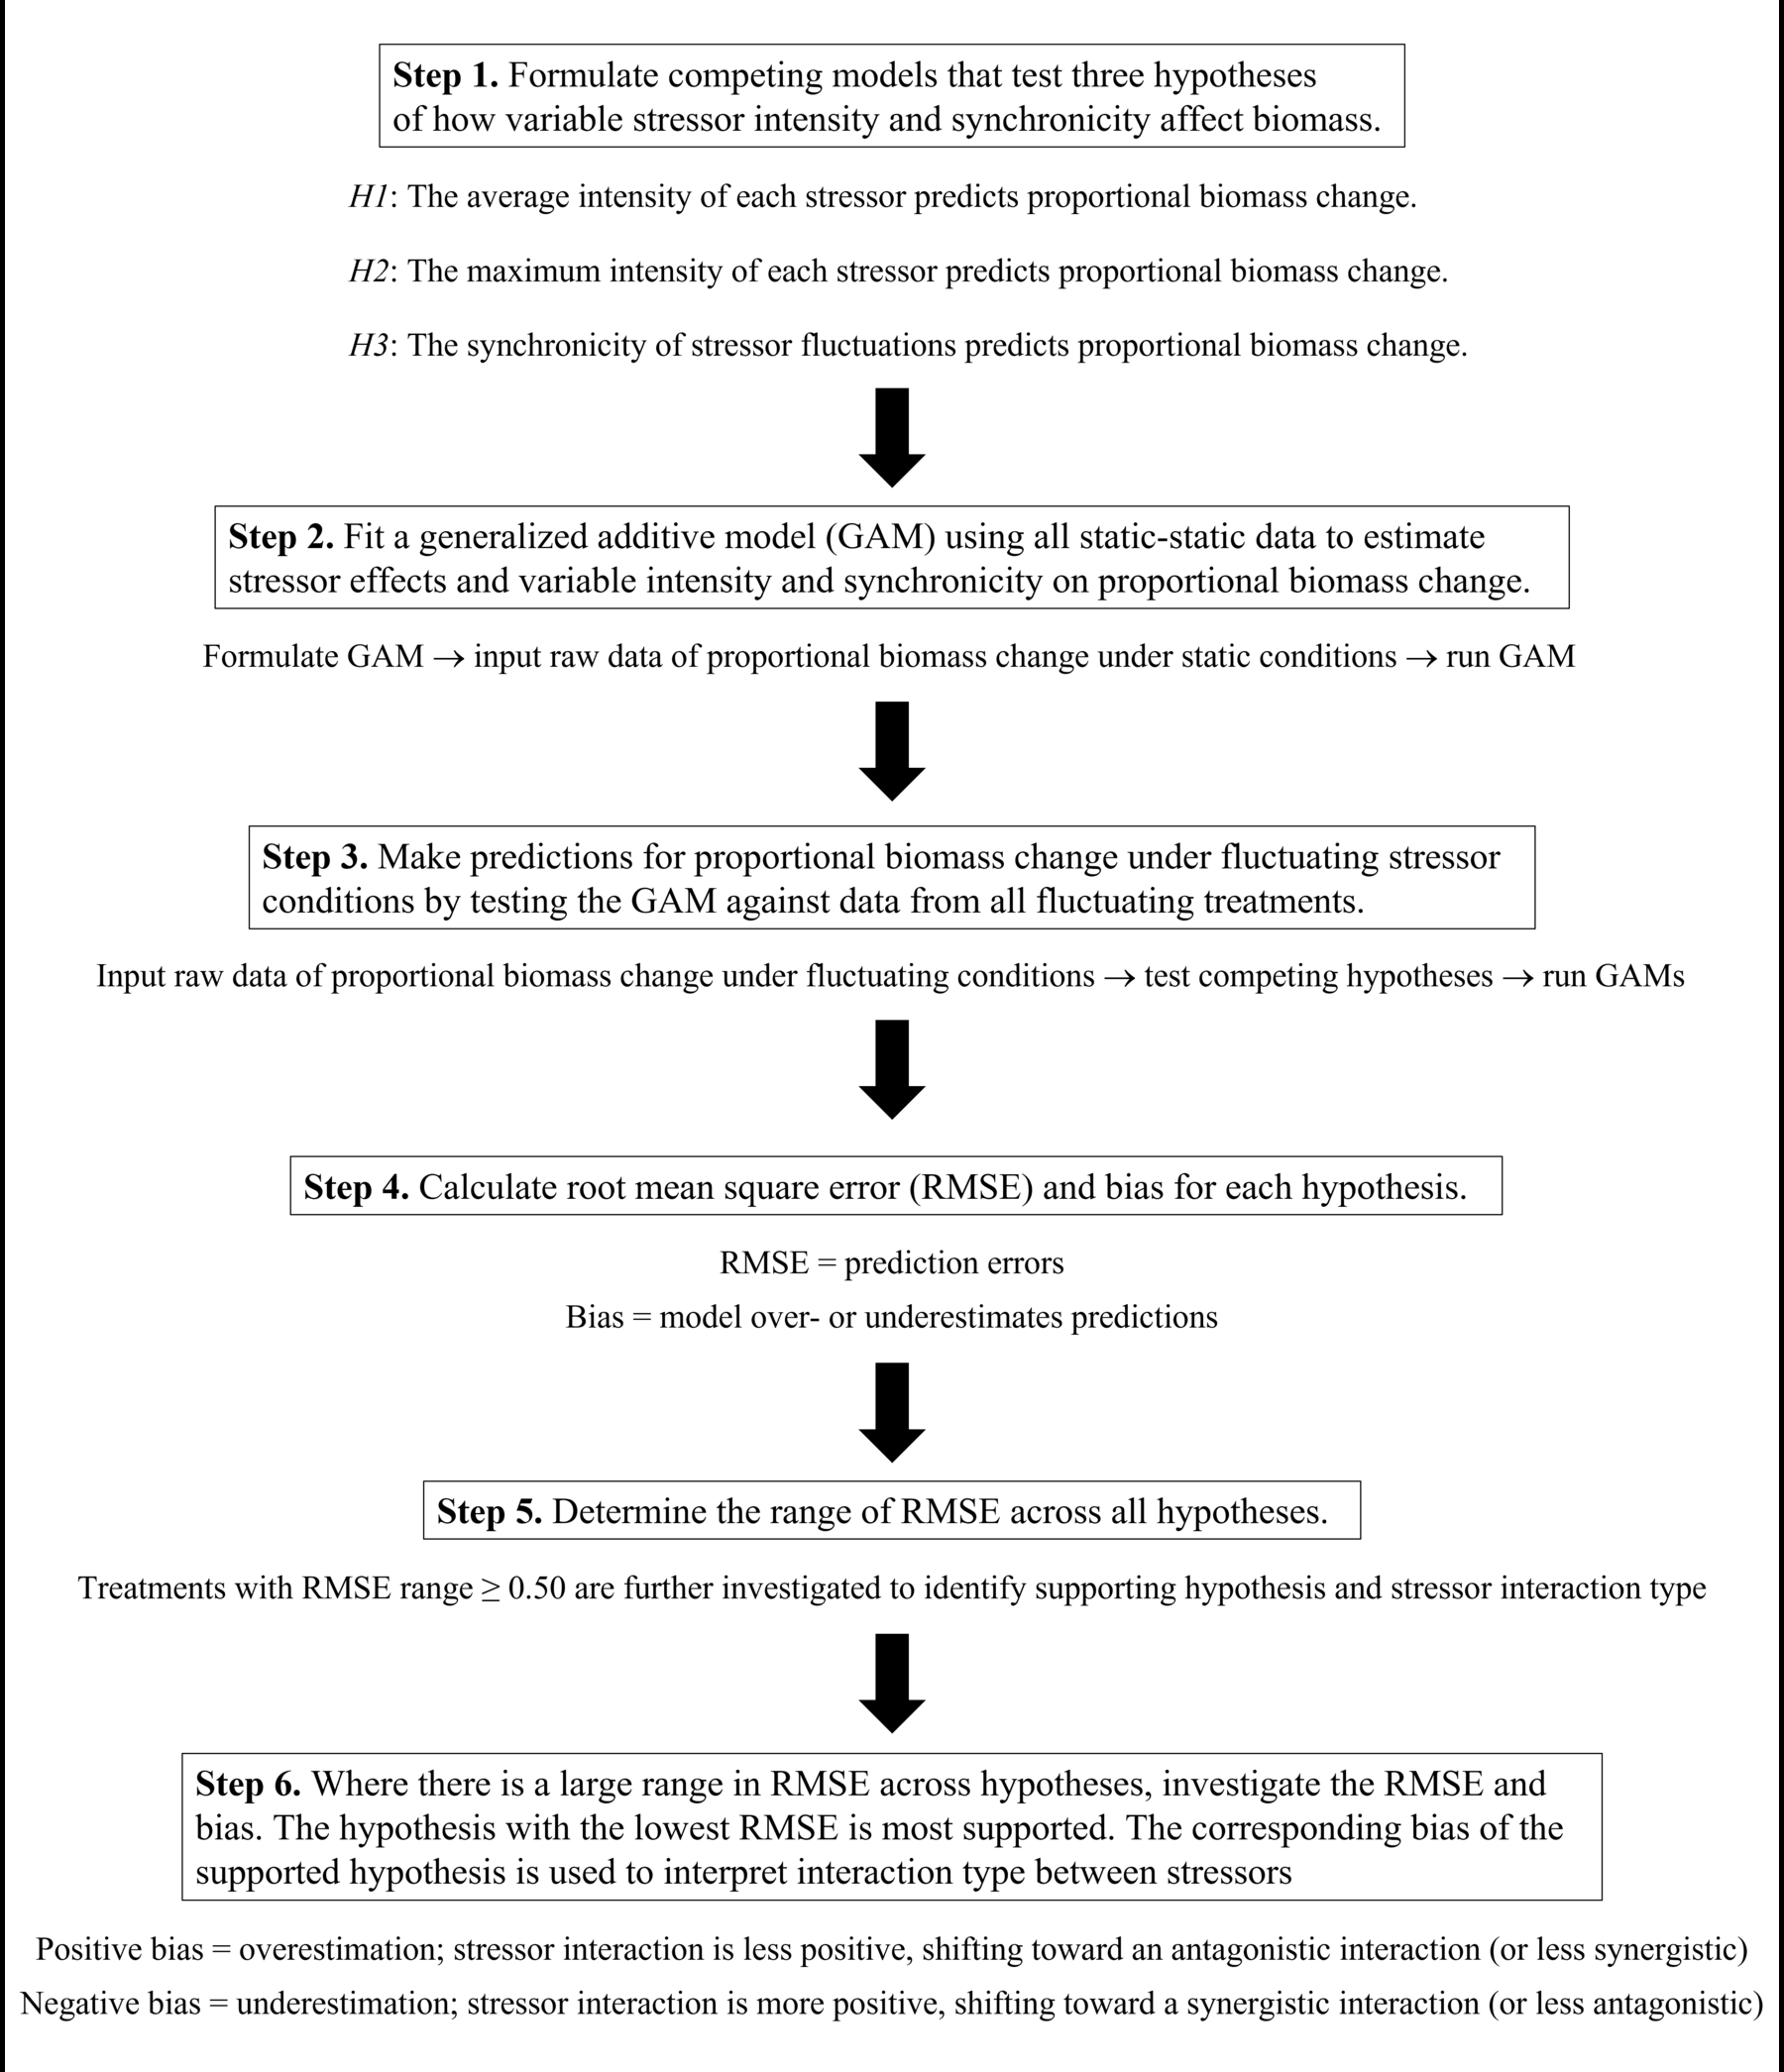 Step 1. Formulate competing models that test three hypotheses
of how variable stressor intensity and synchronicity affect biomass.
H1: The average intensity of each stressor predicts proportional biomass change.
H2: The maximum intensity of each stressor predicts proportional biomass change.
H3: The synchronicity of stressor fluctuations predicts proportional biomass change.
Step 2. Fit a generalized additive model (GAM) using all static-static data to estimate
stressor effects and variable intensity and synchronicity on proportional biomass change.
Formulate GAM → input raw data of proportional biomass change under static conditions → run GAM
Step 3. Make predictions for proportional biomass change under fluctuating stressor
conditions by testing the GAM against data from all fluctuating treatments.
Input raw data of proportional biomass change under fluctuating conditions → test competing hypotheses → run GAMs
Step 4. Calculate root mean square error (RMSE) and bias for each hypothesis.
RMSE = prediction errors
Bias = model over- or underestimates predictions
Step 5. Determine the range of RMSE across all hypotheses.
Treatments with RMSE range ≥ 0.50 are further investigated to identify supporting hypothesis and stressor interaction type
Step 6. Where there is a large range in RMSE across hypotheses, investigate the RMSE and
bias. The hypothesis with the lowest RMSE is most supported. The corresponding bias of the
supported hypothesis is used to interpret interaction type between stressors
Positive bias = overestimation; stressor interaction is less positive, shifting toward an antagonistic interaction (or less synergistic)
Negative bias = underestimation; stressor interaction is more positive, shifting toward a synergistic interaction (or less antagonistic)